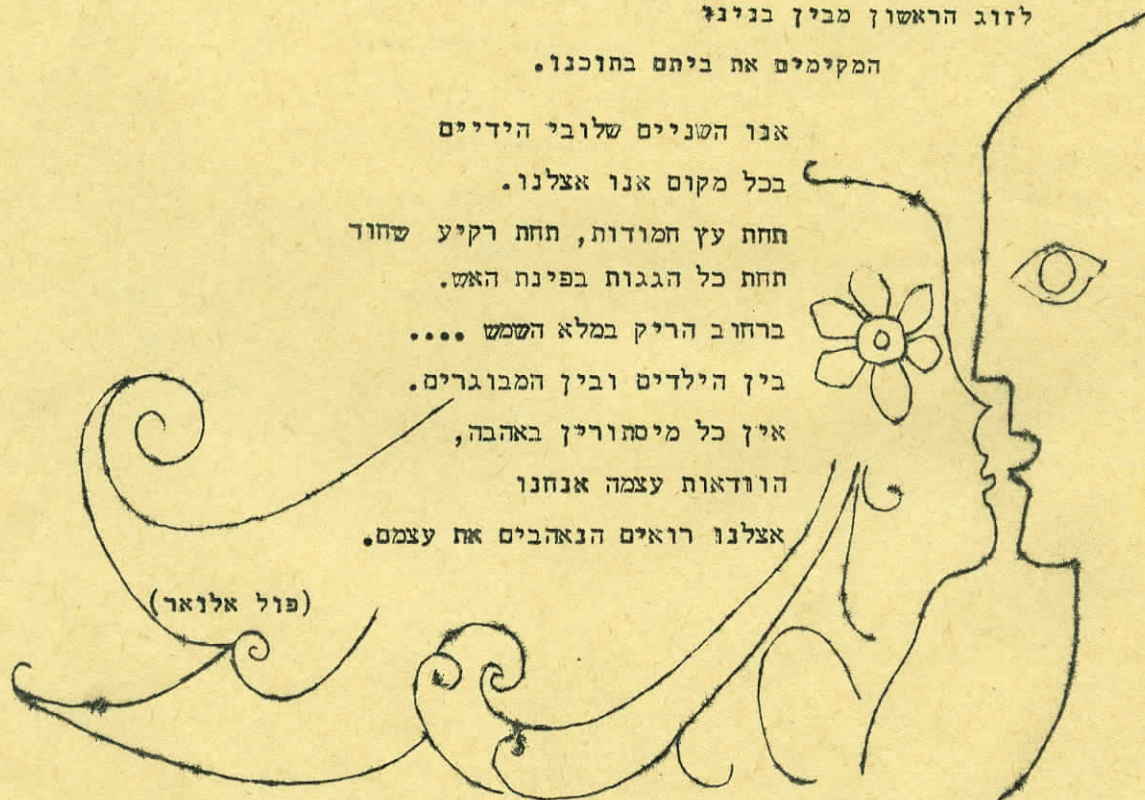 לזוג הראשון מבין בנינו
המקימים את ביתם בתוכנו.
אנו השניים שלובי הידיים
בכל מקום אנו אצלנו.
תחת עץ חמודות, תחת רקיע שחוד
תחת כל הגגות בפינת האש.
ברחוב הריק במלא השמש ....
בין הילדים ובין המבוגרים.
אין כל מיסתורין באהבה,
הוודאות עצמה אנחנו
אצלנו רואים הנאהבים את עצמם.
(פול אלואר)